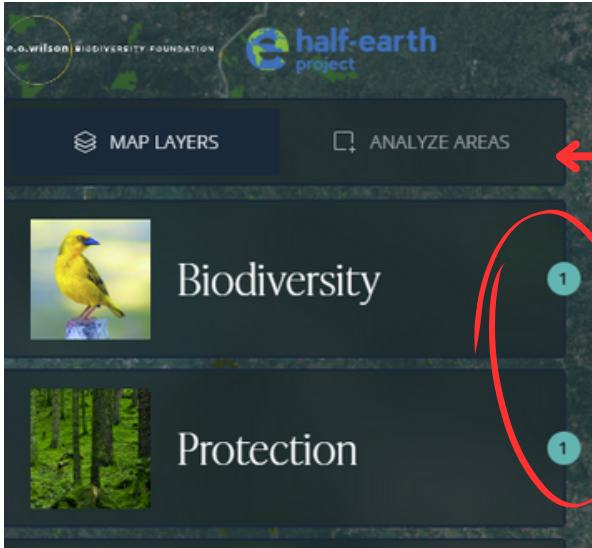 e.o.wilson BIODIVERSITY FOUNDATION
half-earth
project
MAP LAYERS
ANALYZE AREAS
Biodiversity
1
Protection
1